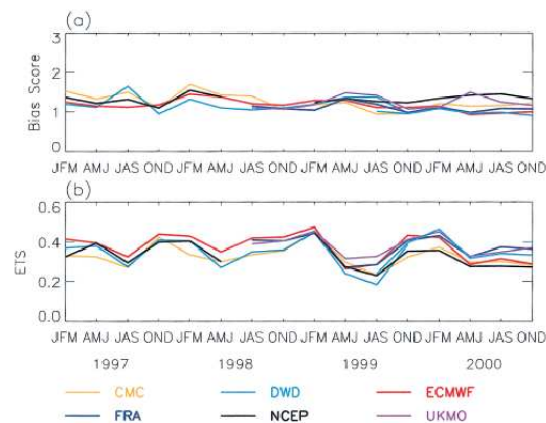 (a)
3
2
1
0
Bias Score
JFM AMJ JAS OND JFM AMJ JAS OND JFM AMJ JAS OND JFM AMJ JAS OND
(b)
0.6
0.4
0.2
0.0
ETS
JFM AMJ JAS OND JFM AMJ JAS OND JFM AMJ JAS OND JFM AMJ JAS OND
1997 1998 1999 2000
CMC DWD ECMWF
FRA NCEP UKMO